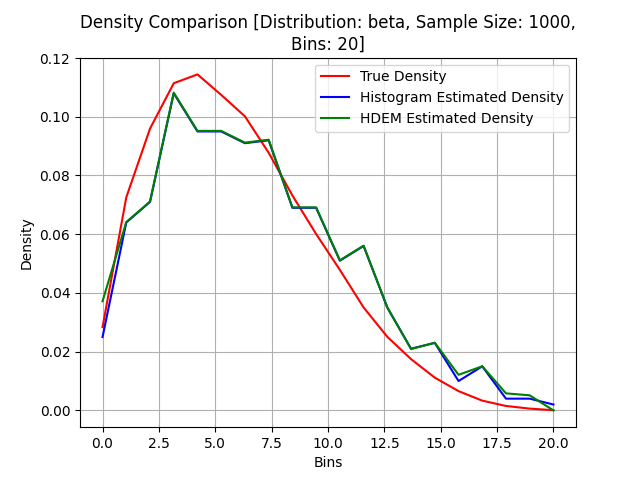 Density Comparison [Distribution: beta, Sample Size: 1000,
Bins: 20]
True Density
Histogram Estimated Density
HDEM Estimated Density
Density
0.12
0.10
0.08
0.06
0.04
0.02
0.00
0.0 2.5 5.0 7.5 10.0 12.5 15.0 17.5 20.0
Bins